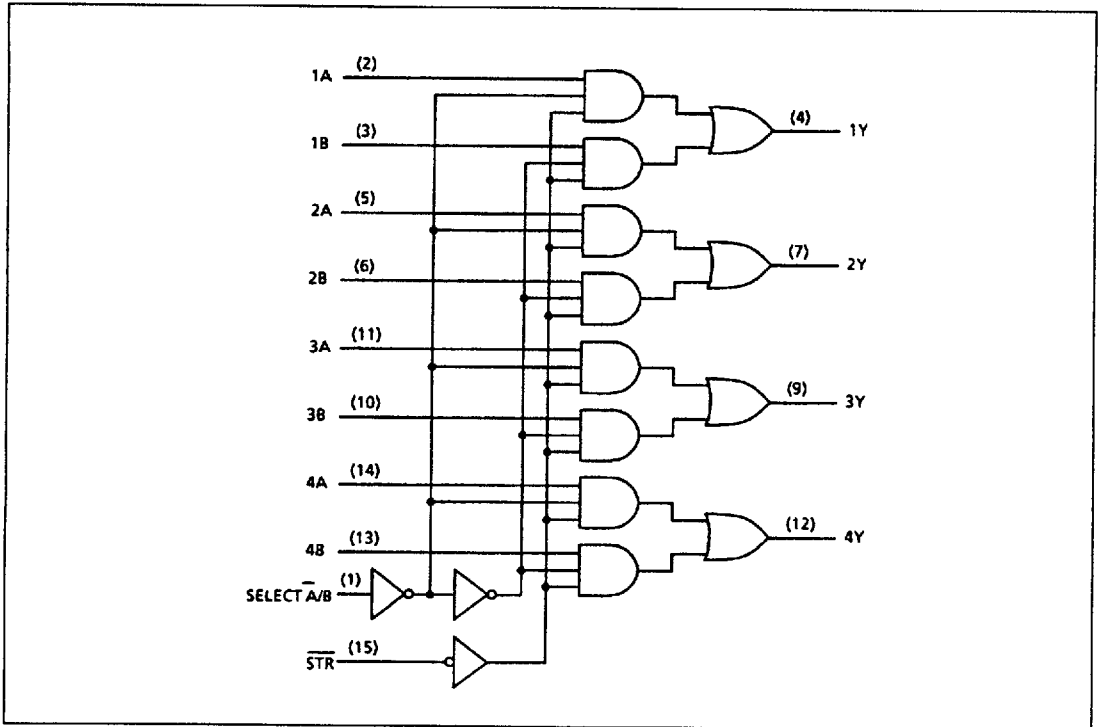 1A (2)
(4) 1Y
1B (3)
2A (5)
(7) 2Y
2B (6)
3A (11)
(9) 3Y
3B (10)
4A (14)
(12) 4Y
4B (13)
SELECT A̅/B (1)
S̅T̅R̅ (15)